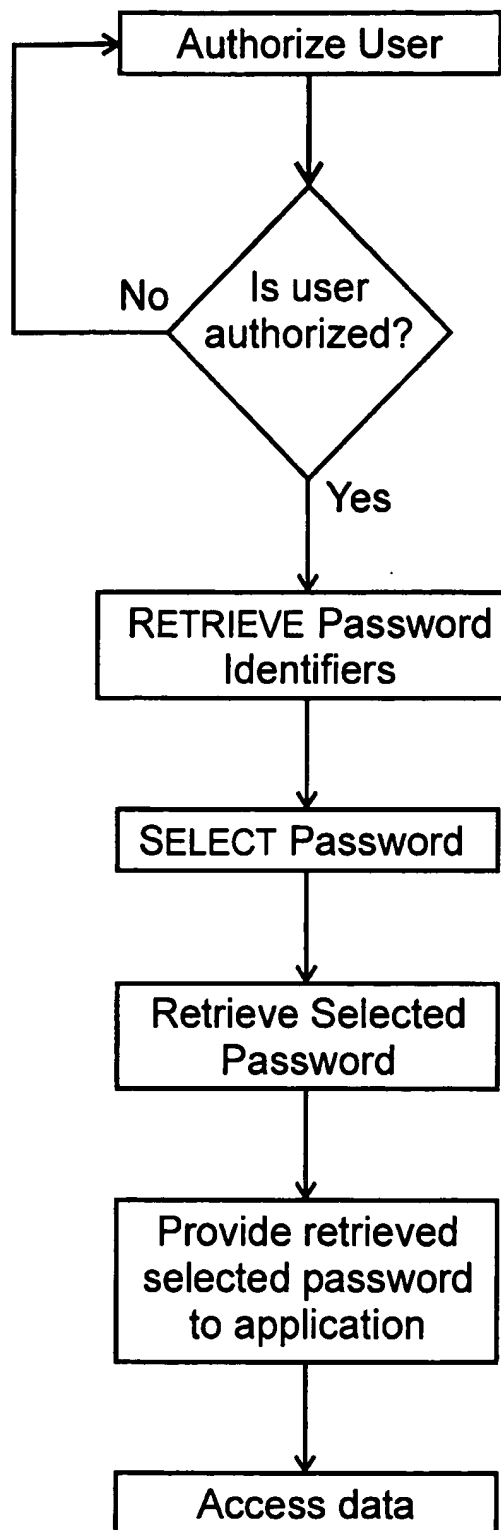 Authorize User
Is user
authorized?
No
Yes
RETRIEVE Password
Identifiers
SELECT Password
Retrieve Selected
Password
Provide retrieved
selected password
to application
Access data